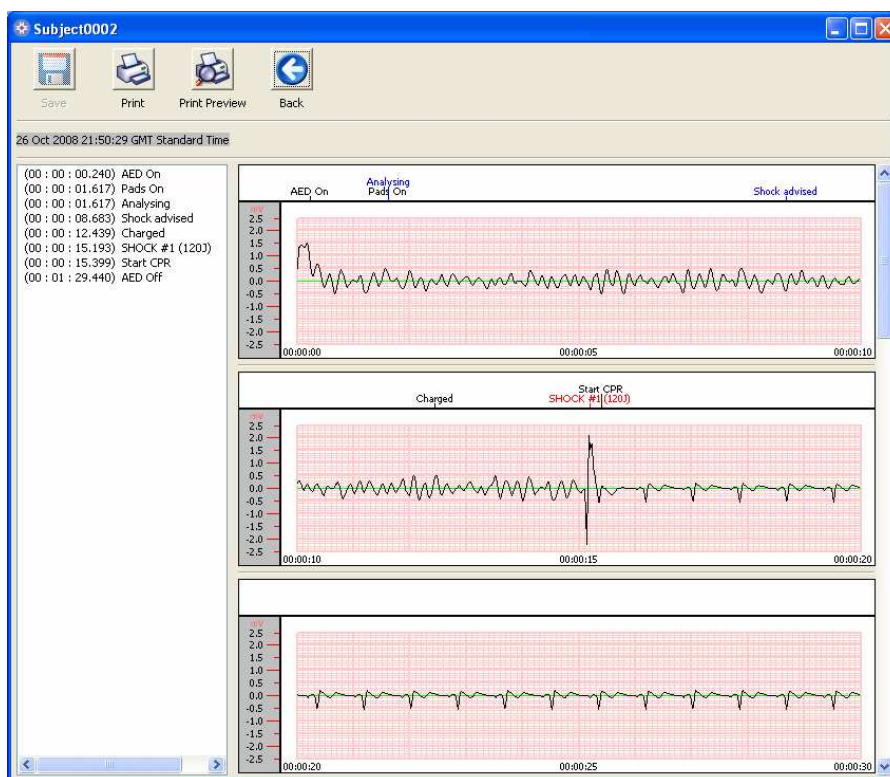 Subject0002
Save Print Print Preview Back
26 Oct 2008 21:50:29 GMT Standard Time
(00 : 00 : 00.240) AED On
(00 : 00 : 01.617) Pads On
(00 : 00 : 01.617) Analysing
(00 : 00 : 08.683) Shock advised
(00 : 00 : 12.439) Charged
(00 : 00 : 15.193) SHOCK #1 (120J)
(00 : 00 : 15.399) Start CPR
(00 : 01 : 29.440) AED Off
Analysing
AED On Pads On Shock advised
mV
2.5
2.0
1.5
1.0
0.5
0.0
-0.5
-1.0
-1.5
-2.0
-2.5
00:00:00 00:00:05 00:00:10
Start CPR
Charged SHOCK #1 (120J)
mV
2.5
2.0
1.5
1.0
0.5
0.0
-0.5
-1.0
-1.5
-2.0
-2.5
00:00:10 00:00:15 00:00:20
mV
2.5
2.0
1.5
1.0
0.5
0.0
-0.5
-1.0
-1.5
-2.0
-2.5
00:00:20 00:00:25 00:00:30